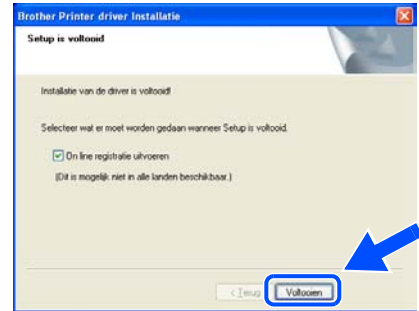 Brother Printer driver Installatie
Setup is voltooid
Installatie van de driver is voltooid!
Selecteer wat er moet worden gedaan wanneer Setup is voltooid.
On line registratie uitvoeren
(Dit is mogelijk niet in alle landen beschikbaar.)
< Terug
Voltooien